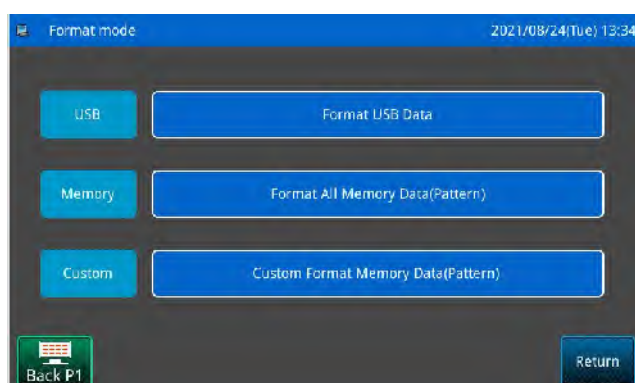 Format mode 2021/08/24(Tue) 13:34
USB Format USB Data
Memory Format All Memory Data(Pattern)
Custom Custom Format Memory Data(Pattern)
Back P1 Return